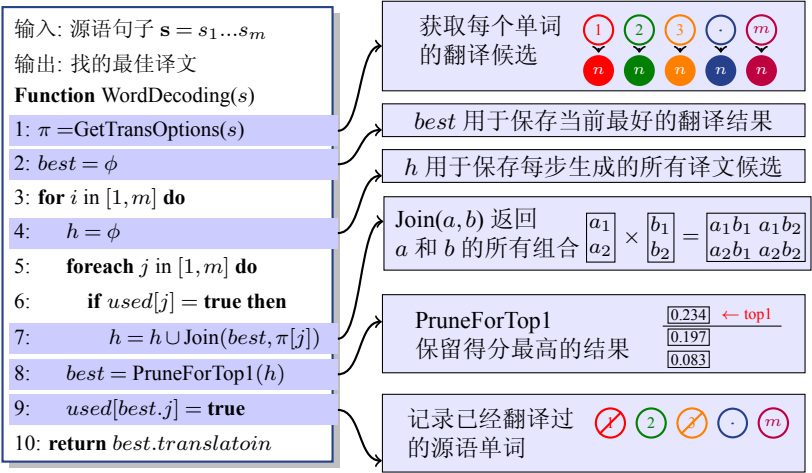 输入: 源语句子 s = s₁...sₘ
输出: 找的最佳译文
Function WordDecoding(s)
1: π =GetTransOptions(s)
2: best = ϕ
3: for i in [1, m] do
4: h = ϕ
5: foreach j in [1, m] do
6: if used[j] = true then
7: h = h ∪ Join(best, π[j])
8: best = PruneForTop1(h)
9: used[best.j] = true
10: return best.translatoin
获取每个单词
的翻译候选
1 2 3 · m
n n n n n
best 用于保存当前最好的翻译结果
h 用于保存每步生成的所有译文候选
Join(a, b) 返回
a 和 b 的所有组合
a₁ b₁ a₁b₁ a₁b₂
× =
a₂ b₂ a₂b₁ a₂b₂
PruneForTop1
保留得分最高的结果
0.234 ← top1
0.197
0.083
记录已经翻译过
的源语单词
1 2 3 · m